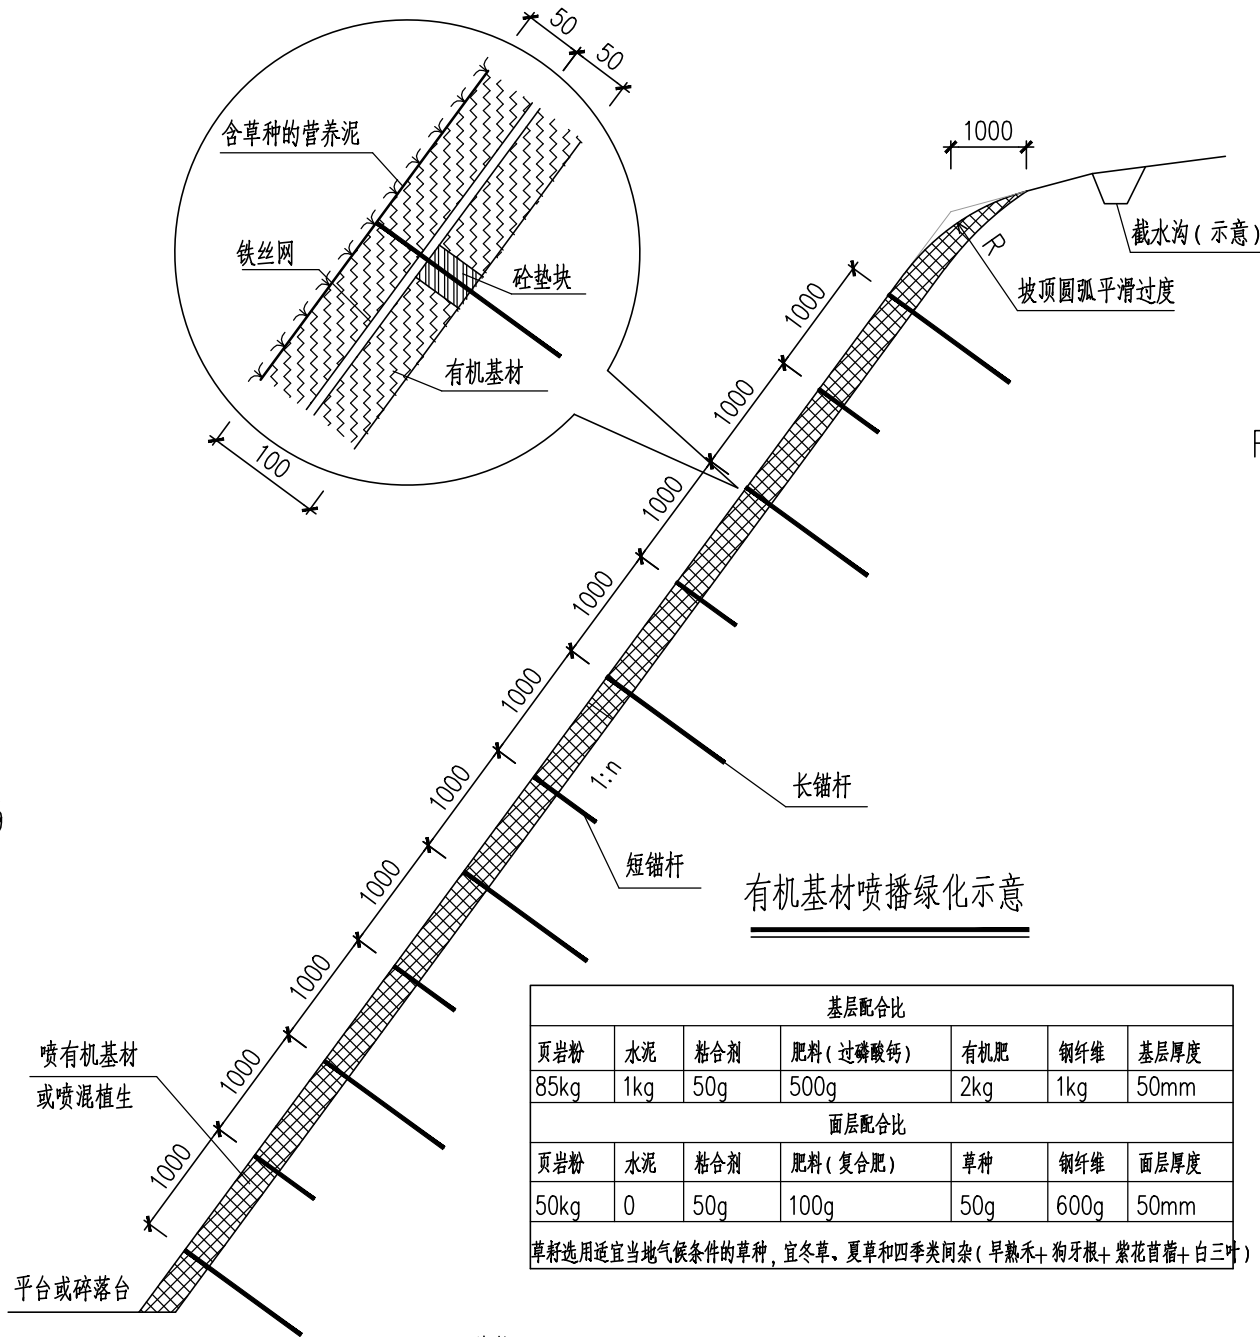 50
50
含草种的营养泥
铁丝网
砼垫块
有机基材
100
1000
截水沟(示意)
R
坡顶圆弧平滑过度
1000
1000
1000
1000
1000
1000
1000
1000
1000
1000
1:n
长锚杆
短锚杆
有机基材喷播绿化示意
喷有机基材
或喷混植生
平台或碎落台
基层配合比
页岩粉 水泥 粘合剂 肥料(过磷酸钙) 有机肥 钢纤维 基层厚度
85kg 1kg 50g 500g 2kg 1kg 50mm
面层配合比
页岩粉 水泥 粘合剂 肥料(复合肥) 草种 钢纤维 面层厚度
50kg 0 50g 100g 50g 600g 50mm
草籽选用适宜当地气候条件的草种,宜冬草、夏草和四季类间杂(早熟禾+狗牙根+紫花苜蓿+白三叶)